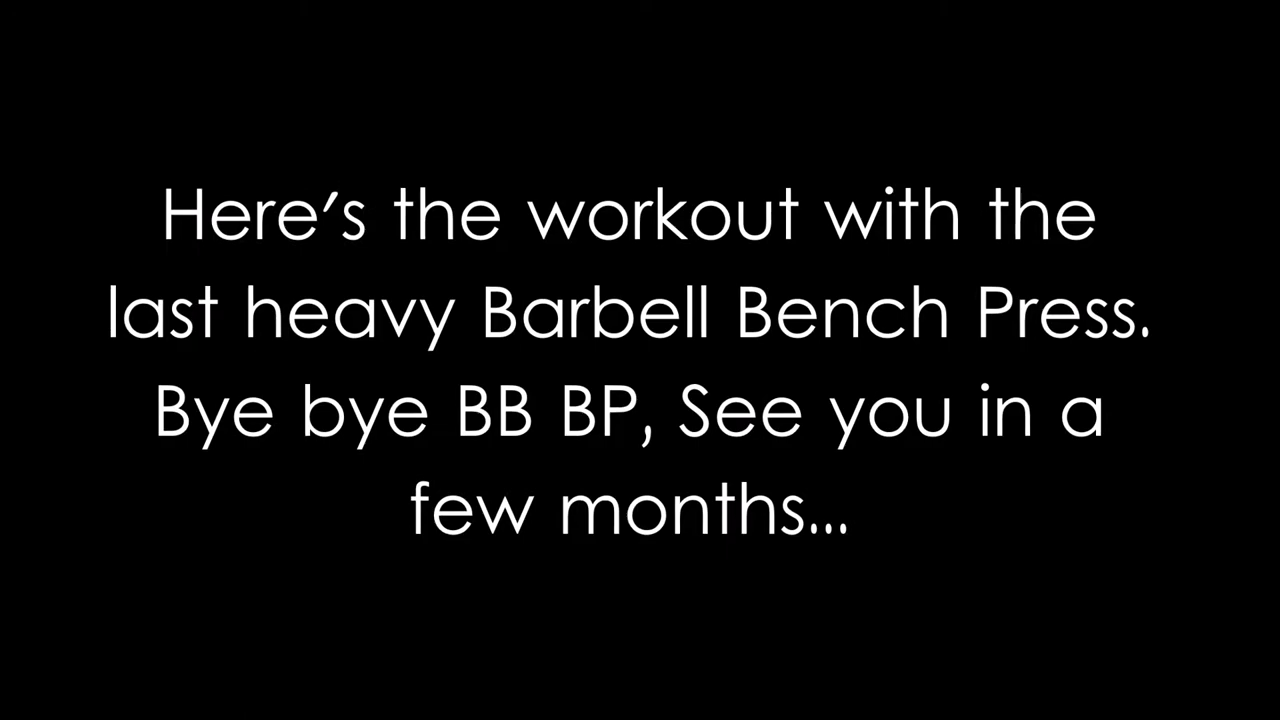 Here's the workout with the
last heavy Barbell Bench Press.
Bye bye BB BP, See you in a
few months...